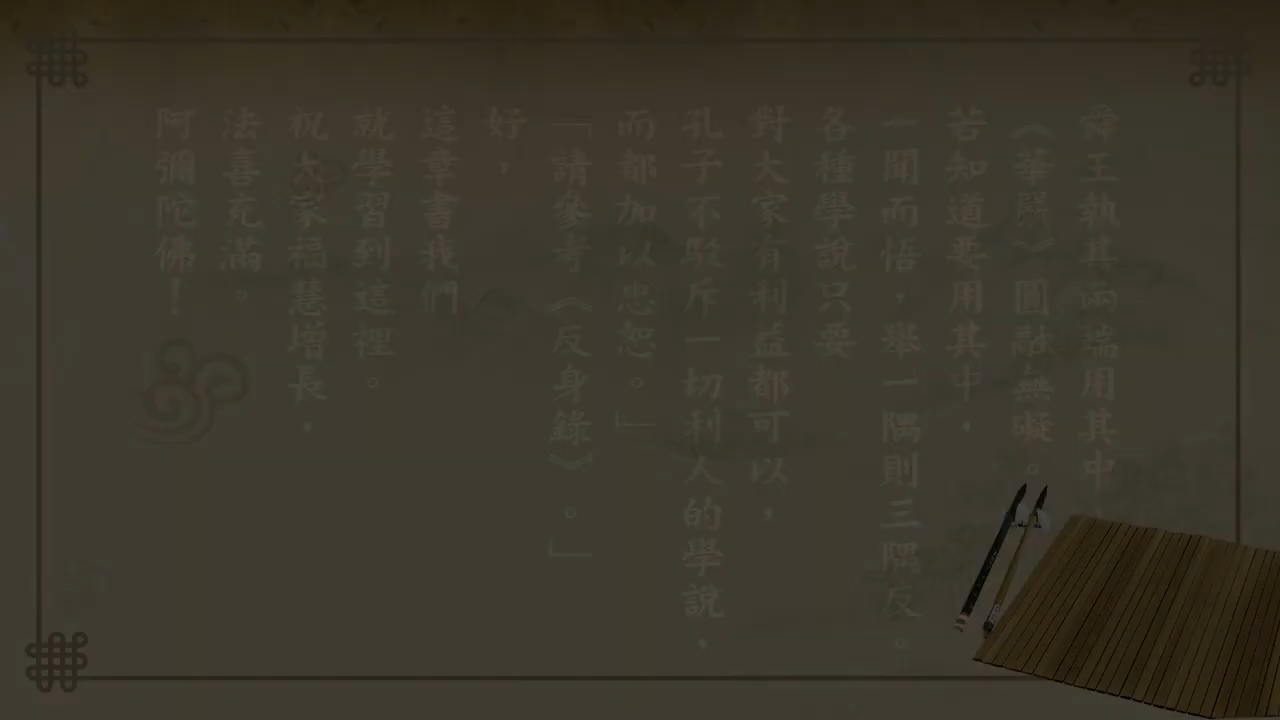 舜王執其兩端用其中，
《華嚴》圓融無礙。
若知道要用其中，
一聞而悟，舉一隅則三隅反。
各種學說只要
對大家有利益都可以，
孔子不駁斥一切利人的學說，
而都加以忠恕。」
「請參考《反身錄》。」
好，
這章書我們
就學習到這裡。
祝大家福慧增長，
法喜充滿。
阿彌陀佛！